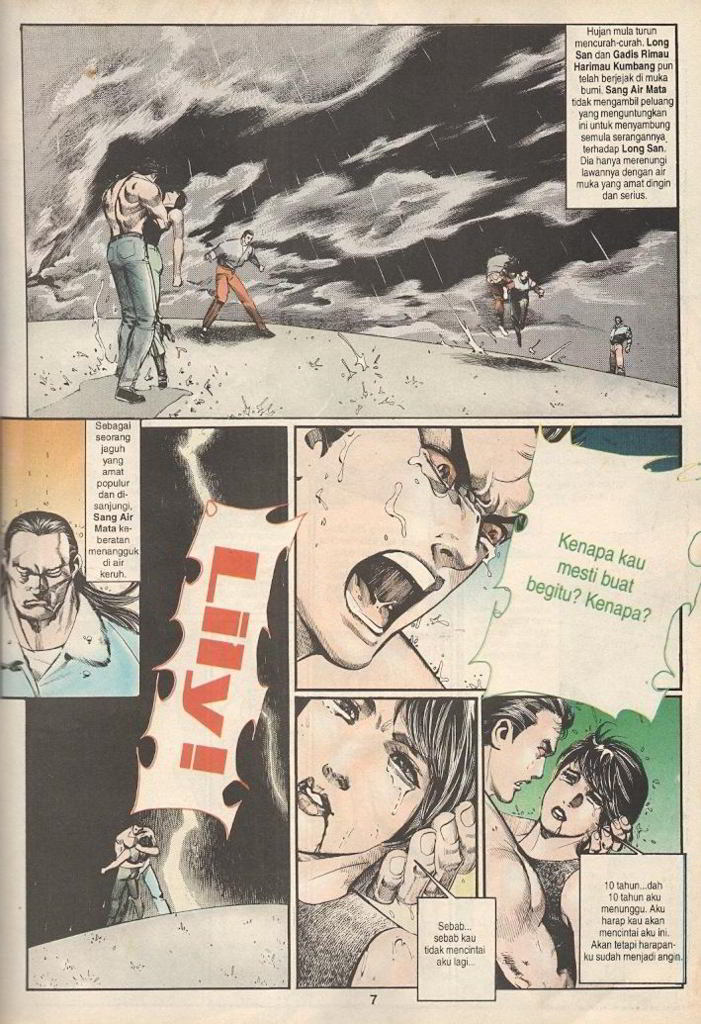 Hujan mula turun
mencurah-curah. Long
San dan Gadis Rimau
Harimau Kumbang pun
telah berjejak di muka
bumi. Sang Air Mata
tidak mengambil peluang
yang menguntungkan
ini untuk menyambung
semula serangannya
terhadap Long San.
Dia hanya merenungi
lawannya dengan air
muka yang amat dingin
dan serius.
Sebagai
seorang
jaguh
yang
amat
populur
dan di-
sanjungi,
Sang Air
Mata ke-
beratan
menangguk
di air
keruh.
Lily!
Kenapa kau
mesti buat
begitu? Kenapa?
Sebab...
sebab kau
tidak mencintai
aku lagi...
10 tahun...dah
10 tahun aku
menunggu. Aku
harap kau akan
mencintai aku ini.
Akan tetapi harapan-
ku sudah menjadi angin.
7